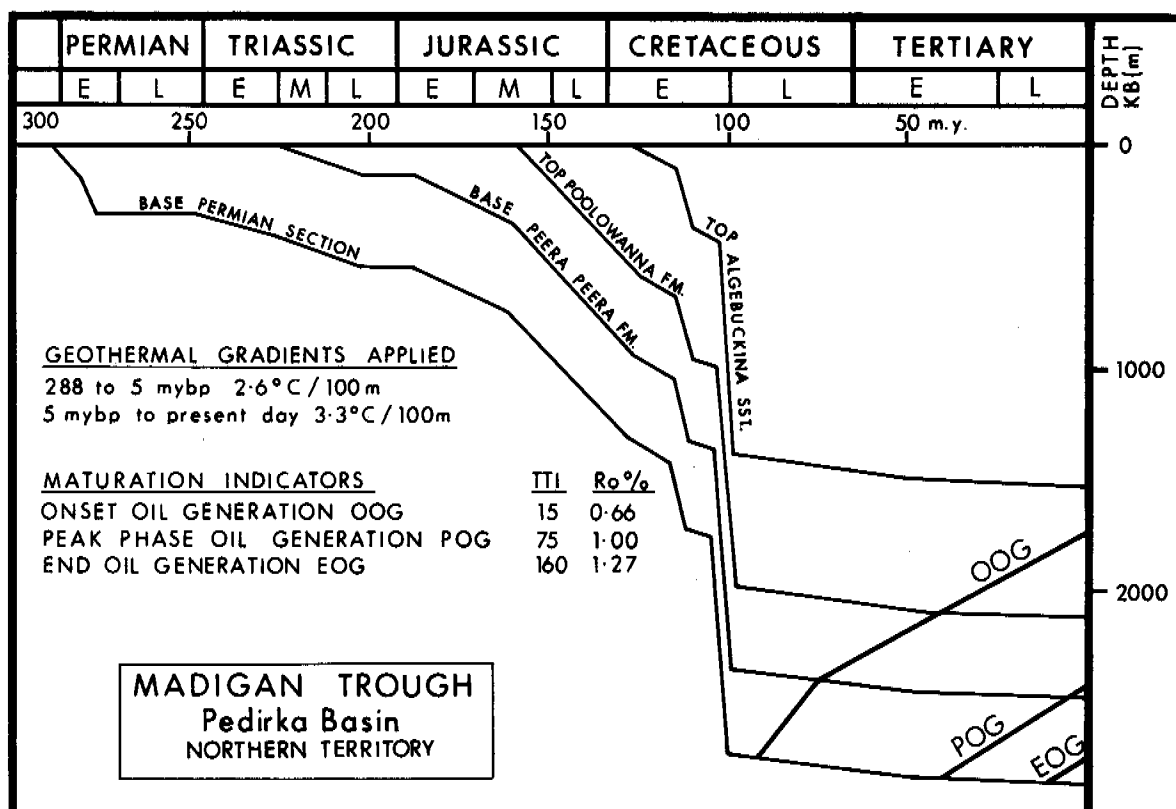 PERMIAN TRIASSIC JURASSIC CRETACEOUS TERTIARY
E L E M L E M L E L E L
DEPTH
KB(m)
300 250 200 150 100 50 m.y.
0
1000
2000
BASE PERMIAN SECTION
BASE PEERA PEERA FM.
TOP POOLOWANNA FM.
TOP ALGEBUCKINA SST.
GEOTHERMAL GRADIENTS APPLIED
288 to 5 mybp 2·6°C/100m
5 mybp to present day 3·3°C/100m
MATURATION INDICATORS TTI Ro%
ONSET OIL GENERATION OOG 15 0·66
PEAK PHASE OIL GENERATION POG 75 1·00
END OIL GENERATION EOG 160 1·27
OOG
POG
EOG
MADIGAN TROUGH
Pedirka Basin
NORTHERN TERRITORY